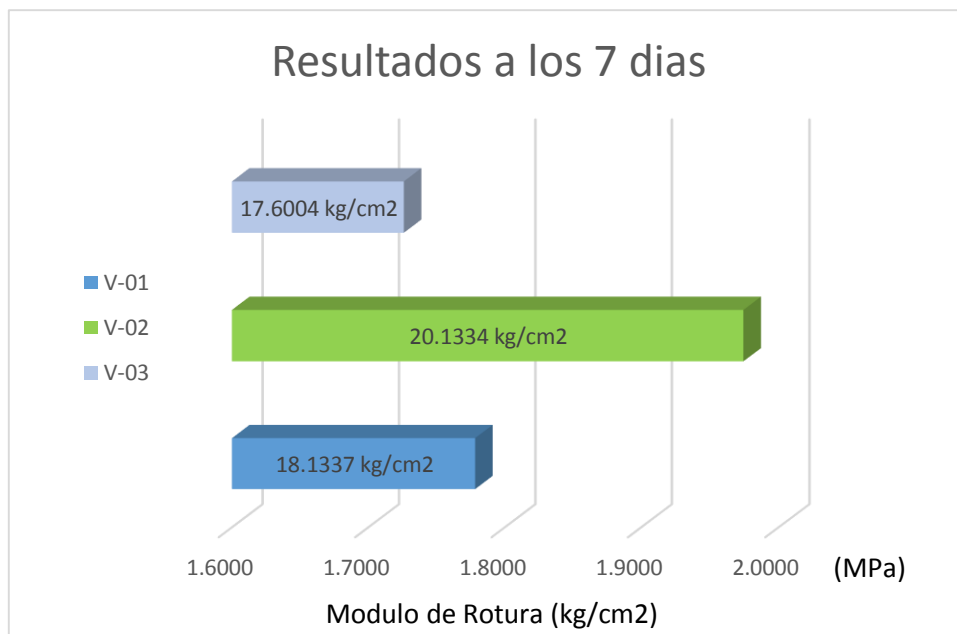 Resultados a los 7 dias
17.6004 kg/cm2
V-01
V-02
V-03
20.1334 kg/cm2
18.1337 kg/cm2
1.6000 1.7000 1.8000 1.9000 2.0000 (MPa)
Modulo de Rotura (kg/cm2)